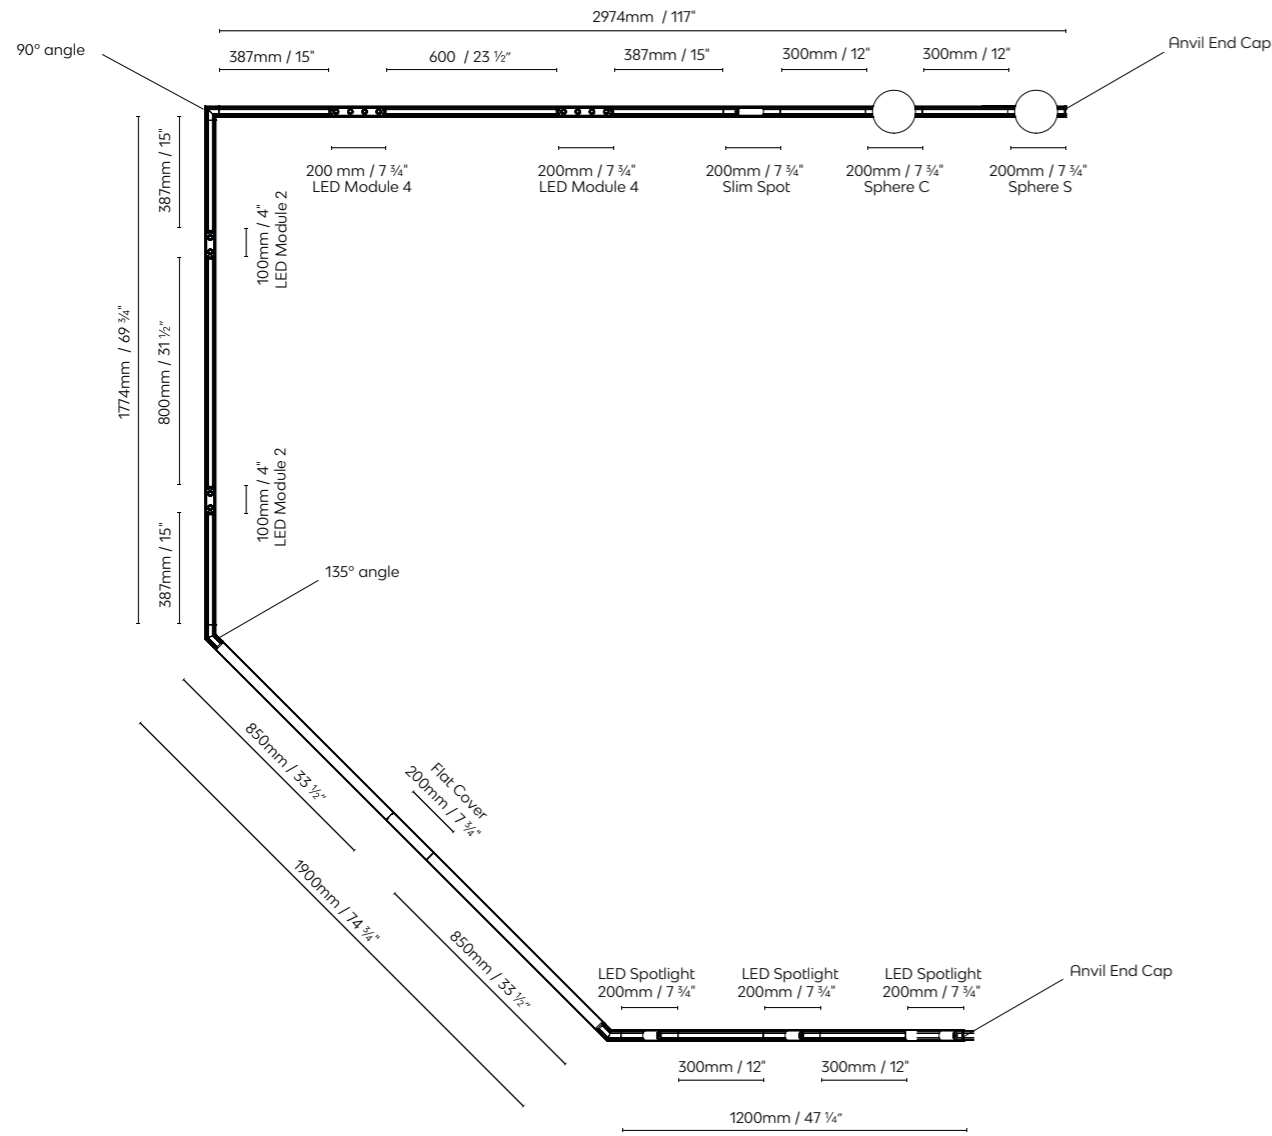 2974mm / 117"
90° angle
Anvil End Cap
387mm / 15"
600 / 23 ½"
387mm / 15"
300mm / 12"
300mm / 12"
200 mm / 7 ¾"
LED Module 4
200mm / 7 ¾"
LED Module 4
200mm / 7 ¾"
Slim Spot
200mm / 7 ¾"
Sphere C
200mm / 7 ¾"
Sphere S
387mm / 15"
100mm / 4"
LED Module 2
1774mm / 69 ¾"
800mm / 31 ½"
100mm / 4"
LED Module 2
387mm / 15"
135° angle
850mm / 33 ½"
Flat Cover
200mm / 7 ¾"
1900mm / 74 ¾"
850mm / 33 ½"
LED Spotlight
200mm / 7 ¾"
LED Spotlight
200mm / 7 ¾"
LED Spotlight
200mm / 7 ¾"
Anvil End Cap
300mm / 12"
300mm / 12"
1200mm / 47 ¼"